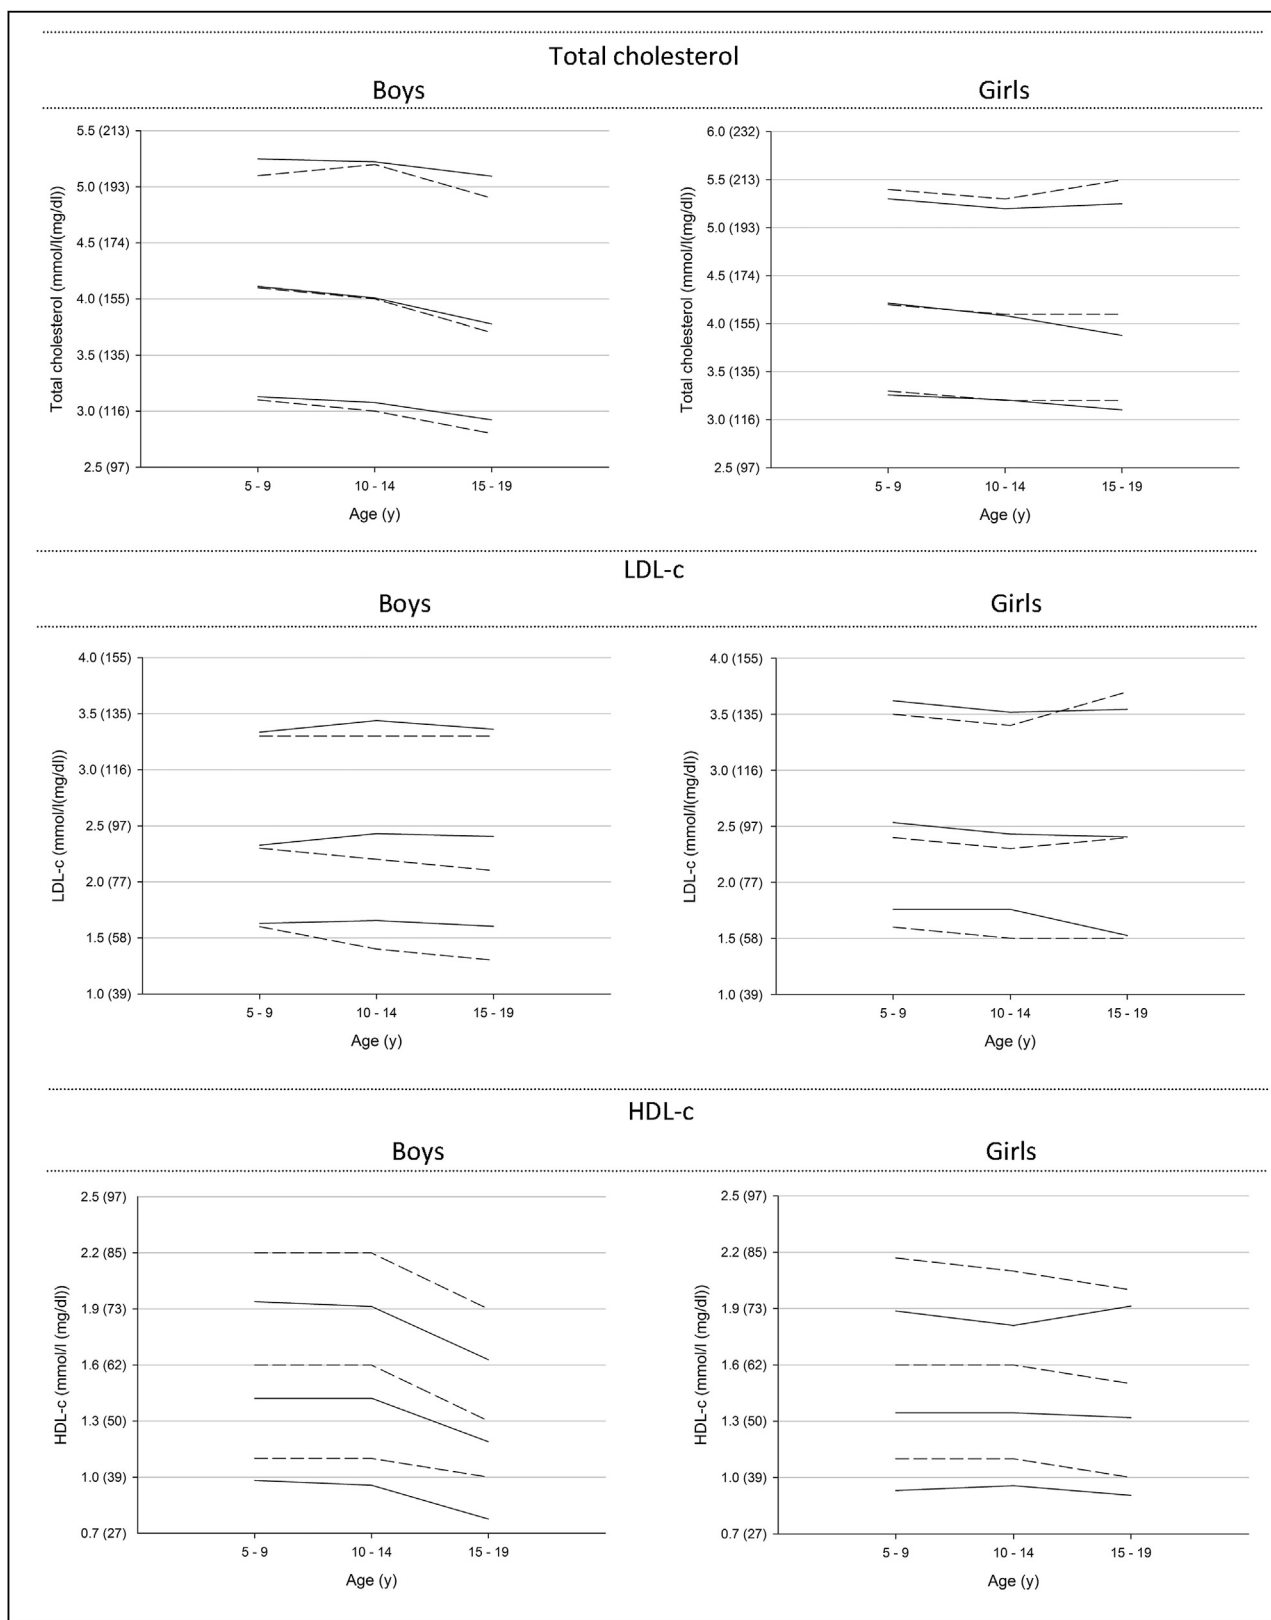 Total cholesterol
Boys
Girls
Total cholesterol (mmol/l(mg/dl))
5.5 (213)
5.0 (193)
4.5 (174)
4.0 (155)
3.5 (135)
3.0 (116)
2.5 (97)
5 - 9
10 - 14
15 - 19
Age (y)
Total cholesterol (mmol/l(mg/dl))
6.0 (232)
5.5 (213)
5.0 (193)
4.5 (174)
4.0 (155)
3.5 (135)
3.0 (116)
2.5 (97)
5 - 9
10 - 14
15 - 19
Age (y)
LDL-c
Boys
Girls
LDL-c (mmol/l(mg/dl))
4.0 (155)
3.5 (135)
3.0 (116)
2.5 (97)
2.0 (77)
1.5 (58)
1.0 (39)
5 - 9
10 - 14
15 - 19
Age (y)
LDL-c (mmol/l(mg/dl))
4.0 (155)
3.5 (135)
3.0 (116)
2.5 (97)
2.0 (77)
1.5 (58)
1.0 (39)
5 - 9
10 - 14
15 - 19
Age (y)
HDL-c
Boys
Girls
HDL-c (mmol/l (mg/dl))
2.5 (97)
2.2 (85)
1.9 (73)
1.6 (62)
1.3 (50)
1.0 (39)
0.7 (27)
5 - 9
10 - 14
15 - 19
Age (y)
HDL-c (mmol/l (mg/dl))
2.5 (97)
2.2 (85)
1.9 (73)
1.6 (62)
1.3 (50)
1.0 (39)
0.7 (27)
5 - 9
10 - 14
15 - 19
Age (y)